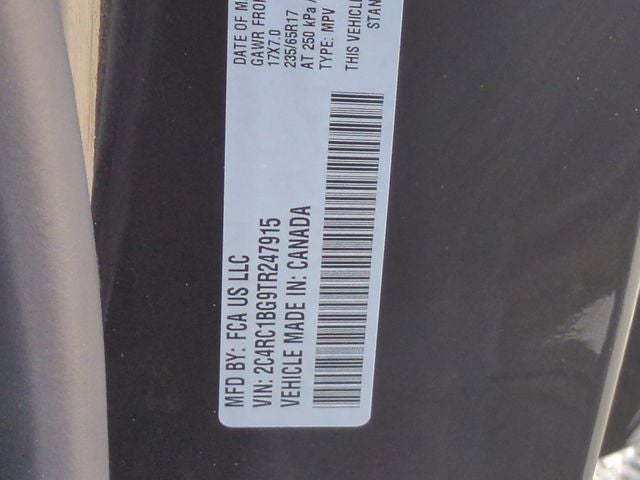 MFD BY: FCA US LLC
VIN: 2C4RC1BG9TR247915
VEHICLE MADE IN: CANADA
DATE OF M
GAWR FRO
17X7.0
235/65R17
AT 250 kPa /
TYPE: MPV
THIS VEHICLE
STAN